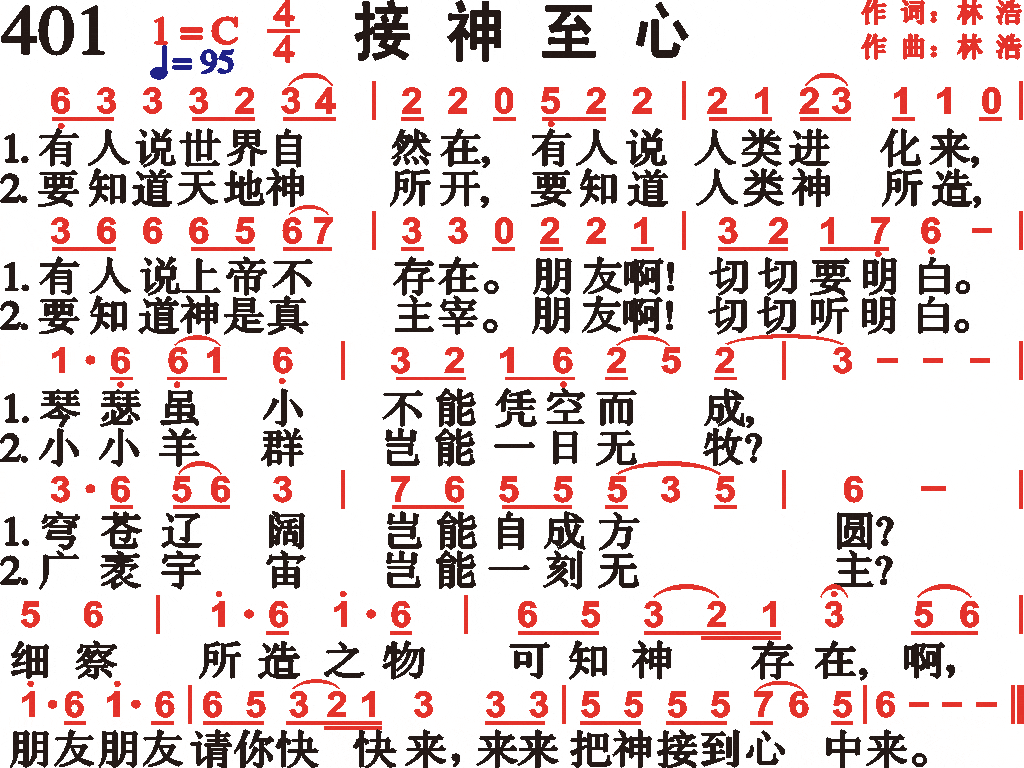 401 1=C 4/4 接神至心 作词：林浩
♩=95 作曲：林浩
6 3 3 3 2 3 4 | 2 2 0 5 2 2 | 2 1 2 3 1 1 0 |
1.有人说世界自然在,有人说人类进化来,
2.要知道天地神所开,要知道人类神所造,
3 6 6 6 5 6 7 | 3 3 0 2 2 1 | 3 2 1 7 6 - |
1.有人说上帝不存在。朋友啊!切切要明白。
2.要知道神是真主宰。朋友啊!切切听明白。
1·6 6 1 6 | 3 2 1 6 2 5 2 | 3 - - - |
1.琴瑟虽小不能凭空而成,
2.小小羊群岂能一日无牧?
3·6 5 6 3 | 7 6 5 5 5 3 5 | 6 - |
1.穹苍辽阔岂能自成方圆?
2.广袤宇宙岂能一刻无主?
5 6 | 1·6 1·6 | 6 5 3 2 1 3 5 6 |
细察所造之物可知神存在,啊,
1·6 1·6 | 6 5 3 2 1 3 3 3 | 5 5 5 5 7 6 5 | 6 - - -
朋友朋友请你快快来,来来把神接到心中来。